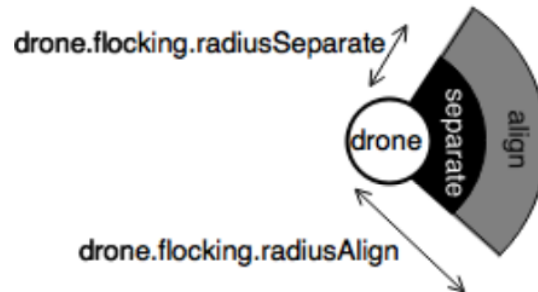 drone.flocking.radiusSeparate
drone
separate
align
drone.flocking.radiusAlign